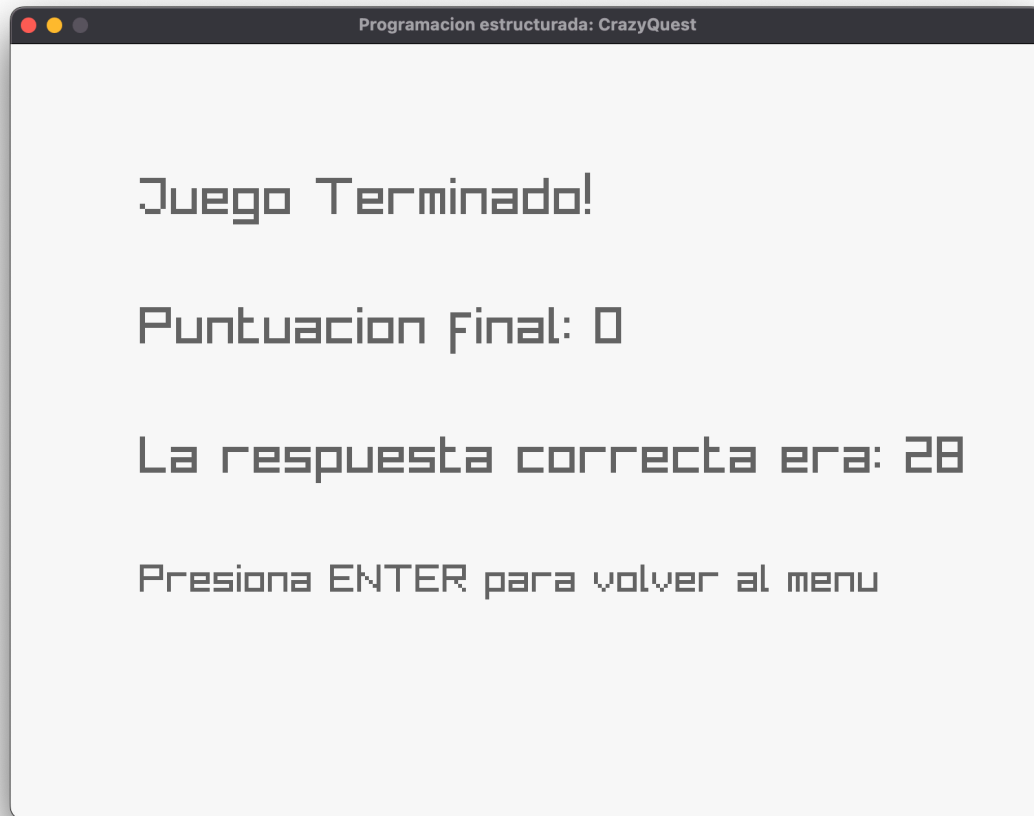 Programacion estructurada: CrazyQuest
Juego Terminado!
Puntuacion final: 0
La respuesta correcta era: 28
Presiona ENTER para volver al menu